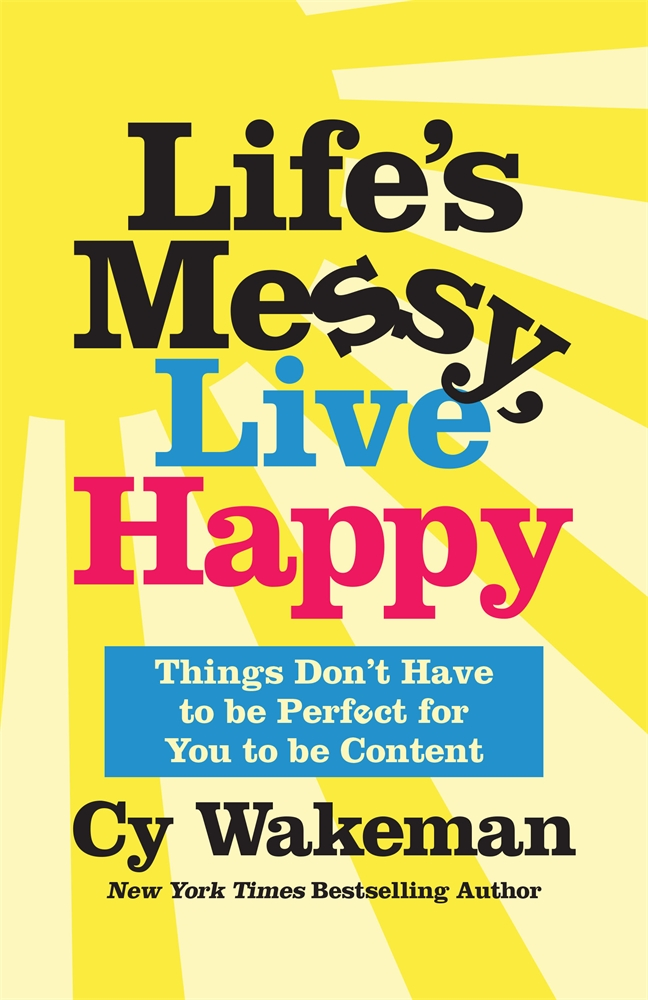 Life’s
Messy,
Live
Happy
Things Don’t Have
to be Perfect for
You to be Content
Cy Wakeman
New York Times Bestselling Author